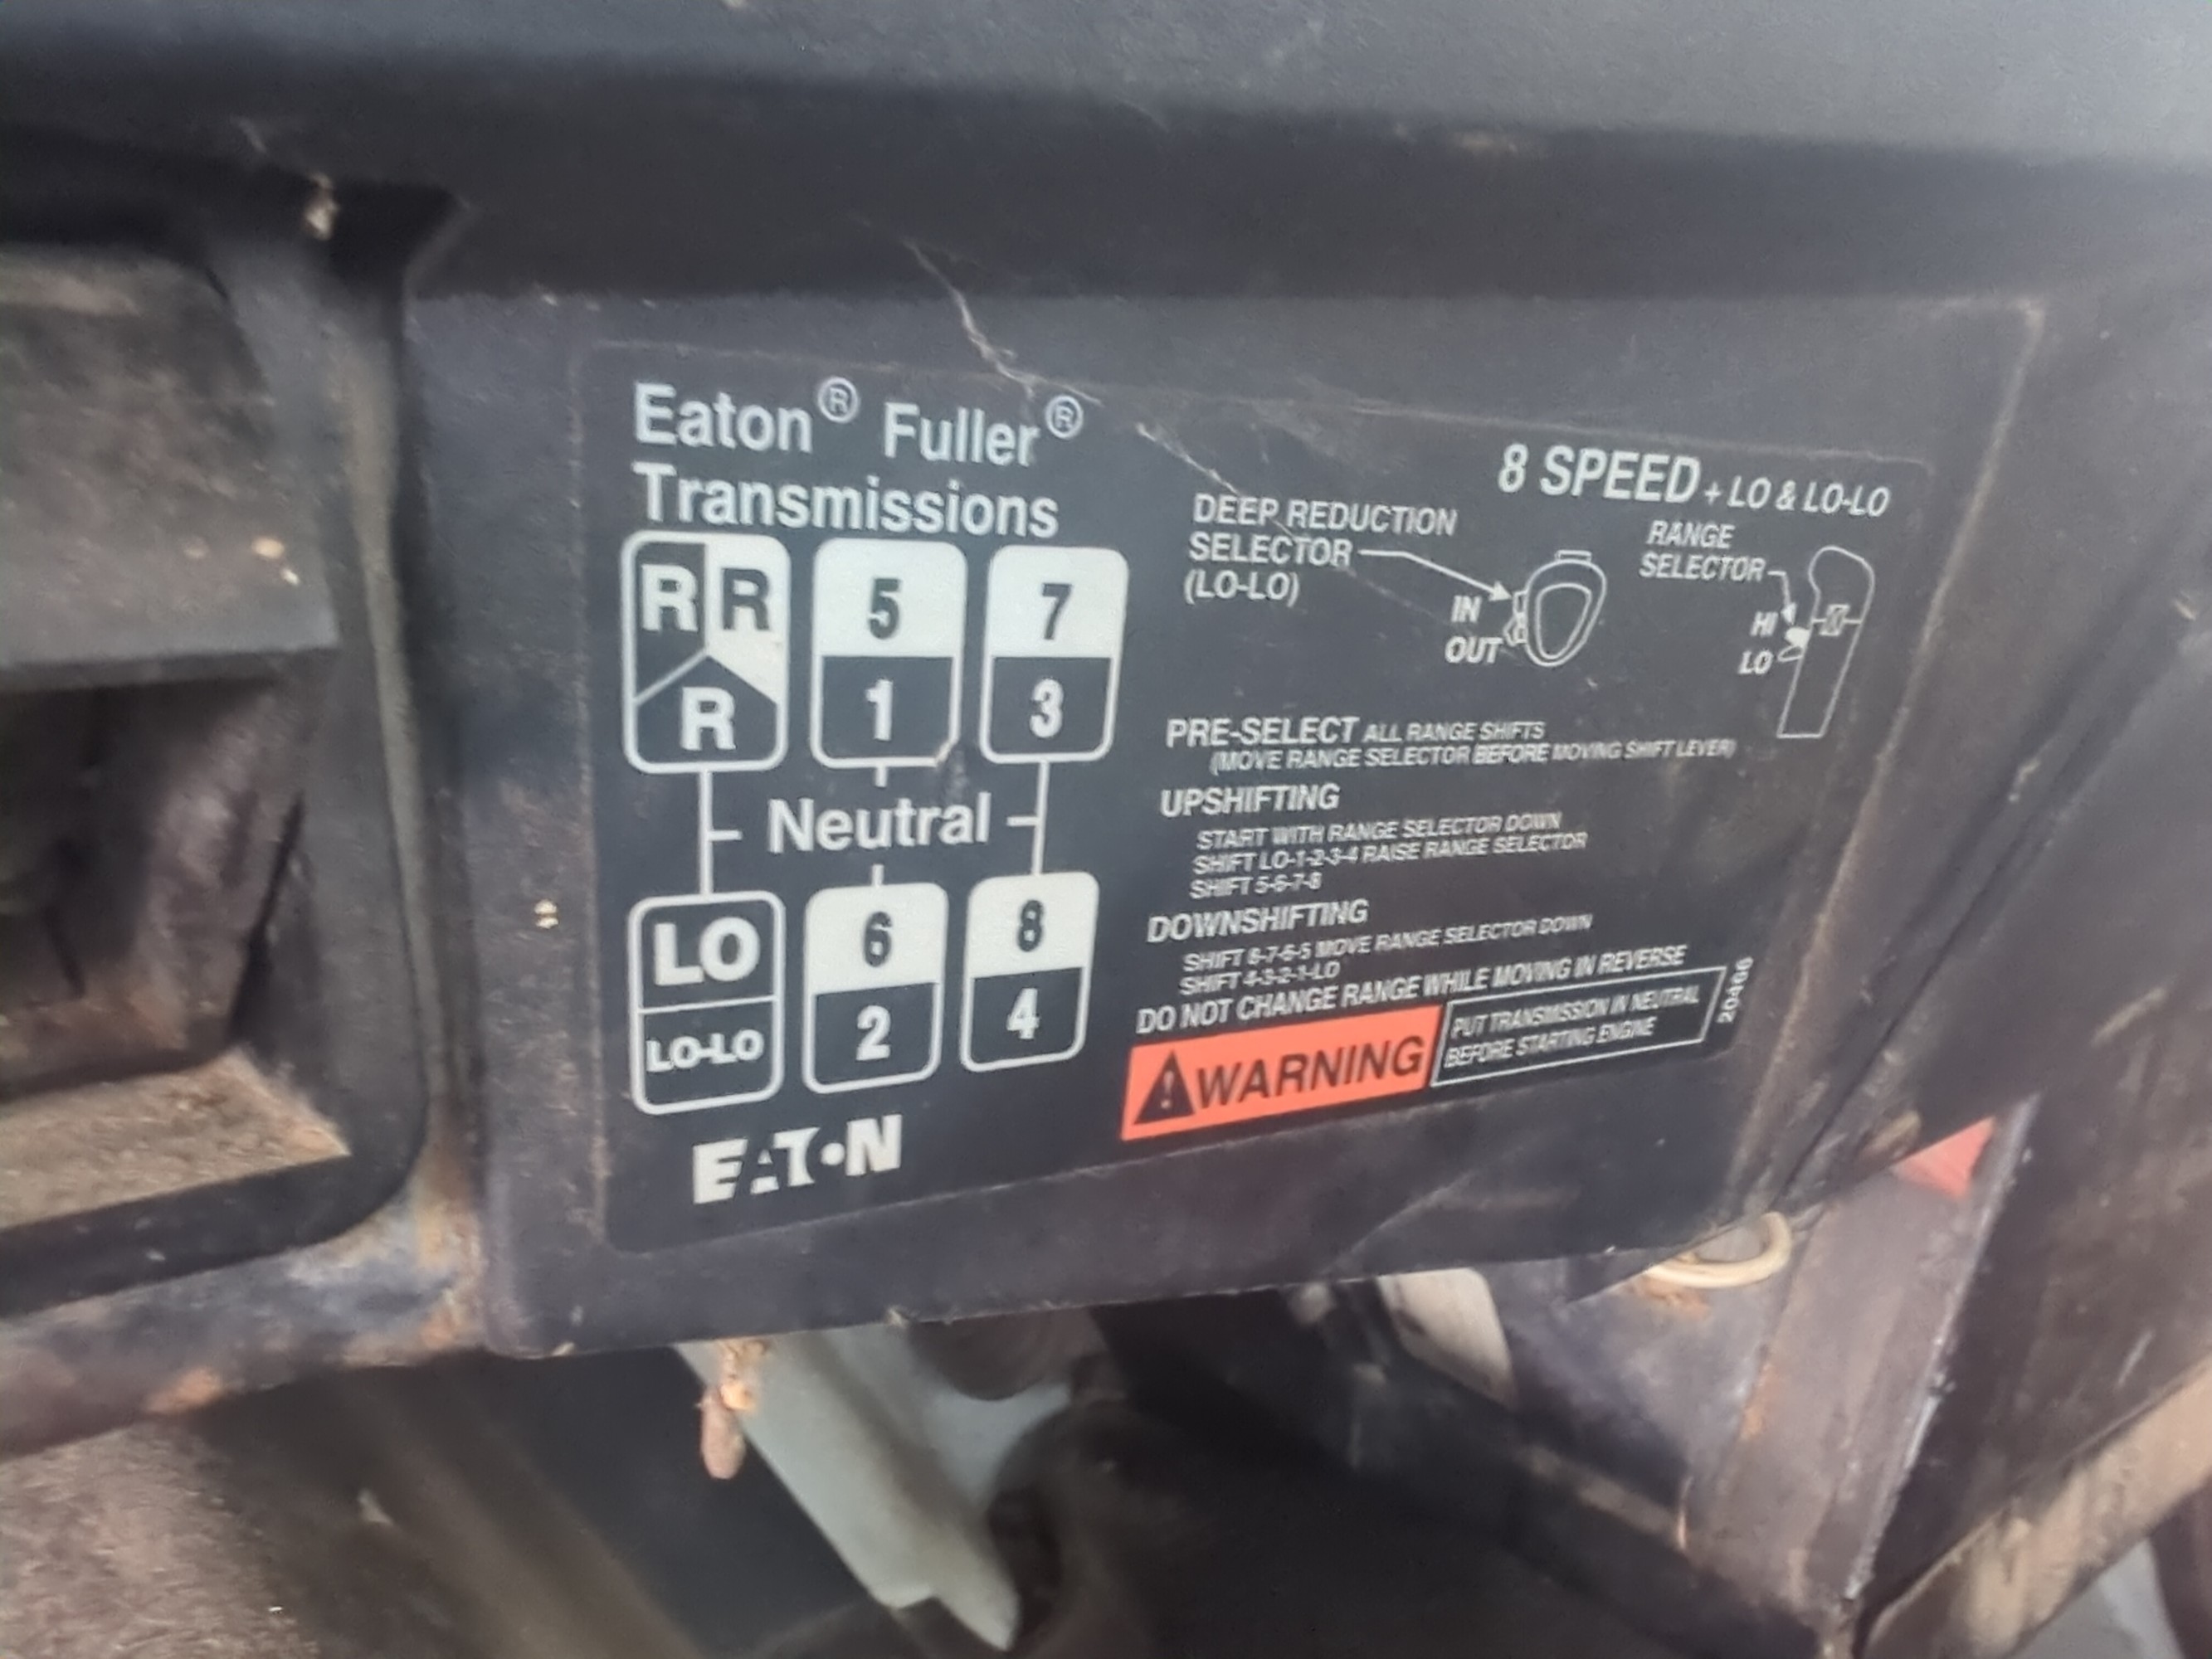 Eaton® Fuller®
Transmissions
8 SPEED + LO & LO-LO
R R 5 7
R 1 3
Neutral
LO 6 8
LO-LO 2 4
EATON
DEEP REDUCTION
SELECTOR
(LO-LO)
IN
OUT
RANGE
SELECTOR
HI
LO
PRE-SELECT ALL RANGE SHIFTS
(MOVE RANGE SELECTOR BEFORE MOVING SHIFT LEVER)
UPSHIFTING
START WITH RANGE SELECTOR DOWN
SHIFT LO-1-2-3-4 RAISE RANGE SELECTOR
SHIFT 5-6-7-8
DOWNSHIFTING
SHIFT 8-7-6-5 MOVE RANGE SELECTOR DOWN
SHIFT 4-3-2-1-LO
DO NOT CHANGE RANGE WHILE MOVING IN REVERSE
WARNING
PUT TRANSMISSION IN NEUTRAL
BEFORE STARTING ENGINE